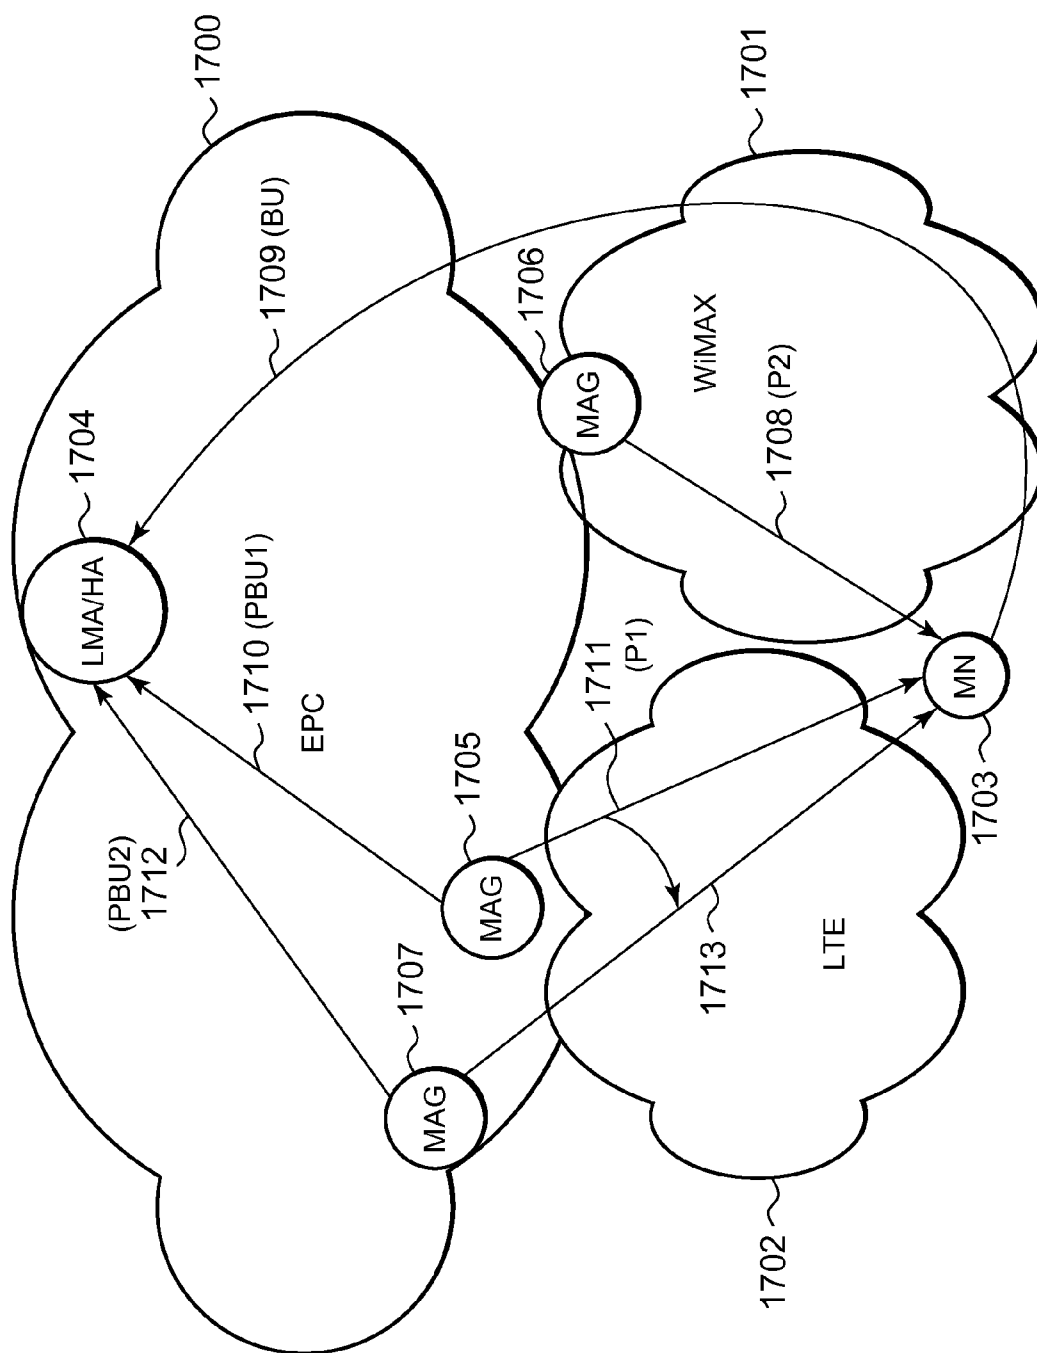 1700
1709 (BU)
1704
LMA/HA
1710 (PBU1)
EPC
(PBU2)
1712
1706
MAG
1705
MAG
1707
MAG
1701
WiMAX
1708 (P2)
1711
(P1)
1713
LTE
1702
MN
1703